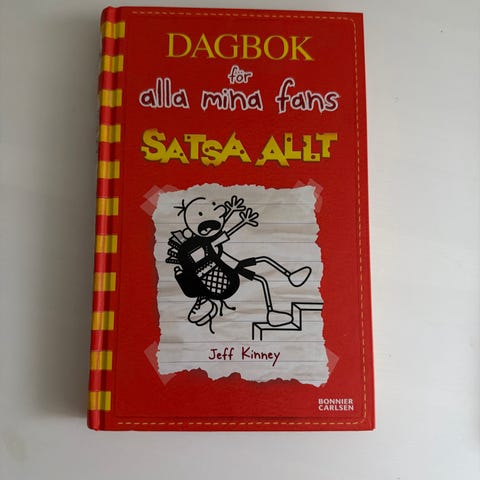 DAGBOK
för
alla mina fans
SATSA ALLT
Jeff Kinney
BONNIER
CARLSEN